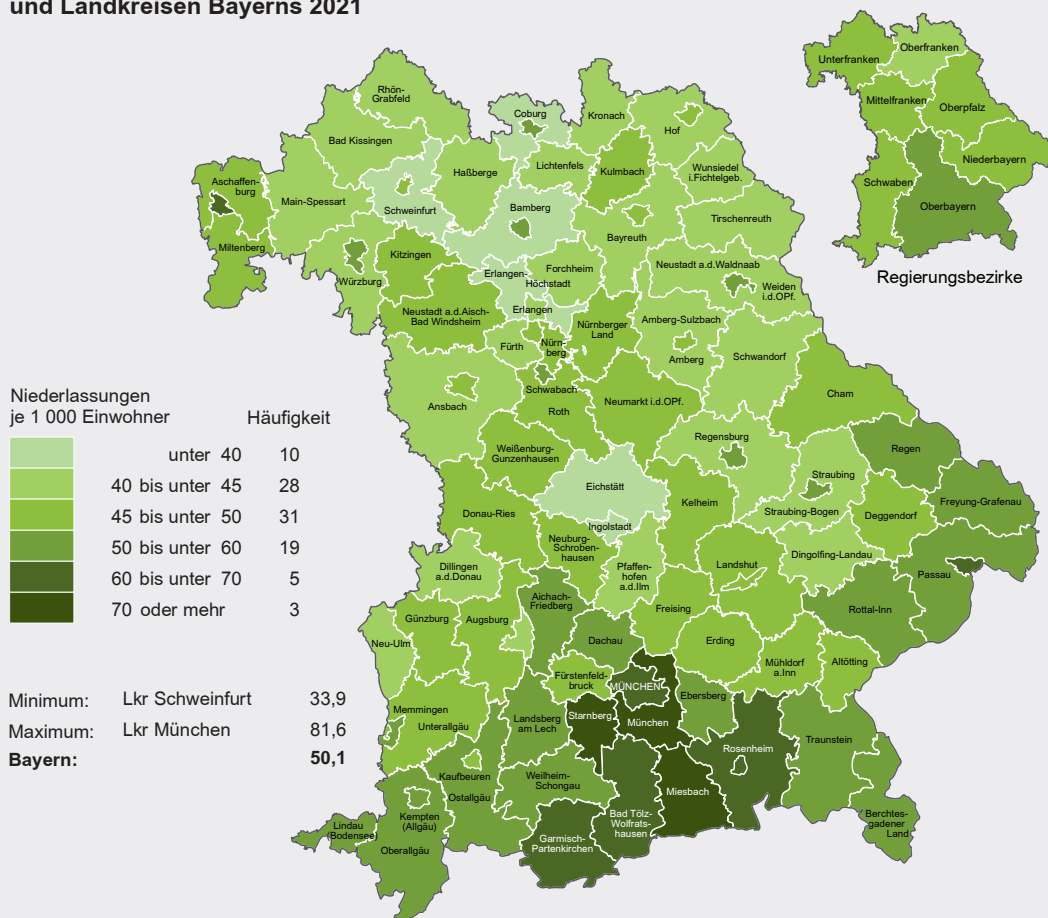 und Landkreisen Bayerns 2021
Unterfranken
Oberfranken
Mittelfranken
Oberpfalz
Niederbayern
Schwaben
Oberbayern
Regierungsbezirke
Rhön-
Grabfeld
Coburg
Kronach
Hof
Bad Kissingen
Lichtenfels
Kulmbach
Wunsiedel
i.Fichtelgeb.
Haßberge
Aschaffen-
burg
Main-Spessart
Schweinfurt
Bamberg
Tirschenreuth
Bayreuth
Miltenberg
Kitzingen
Würzburg
Erlangen-
Höchstadt
Forchheim
Neustadt a.d.Waldnaab
Weiden
i.d.OPf.
Neustadt a.d.Aisch-
Bad Windsheim
Erlangen
Nürnberger
Land
Amberg-Sulzbach
Fürth
Nürn-
berg
Amberg
Schwandorf
Ansbach
Schwabach
Roth
Neumarkt i.d.OPf.
Cham
Niederlassungen
je 1 000 Einwohner
Häufigkeit
unter 40 10
40 bis unter 45 28
45 bis unter 50 31
50 bis unter 60 19
60 bis unter 70 5
70 oder mehr 3
Weißenburg-
Gunzenhausen
Regensburg
Regen
Straubing
Eichstätt
Donau-Ries
Kelheim
Straubing-Bogen
Deggendorf
Freyung-Grafenau
Ingolstadt
Neuburg-
Schroben-
hausen
Dillingen
a.d.Donau
Pfaffen-
hofen
a.d.Ilm
Landshut
Dingolfing-Landau
Passau
Aichach-
Friedberg
Rottal-Inn
Günzburg
Augsburg
Freising
Neu-Ulm
Dachau
Erding
Mühldorf
a.Inn
Altötting
Fürstenfeld-
bruck
MÜNCHEN
Ebersberg
Minimum: Lkr Schweinfurt 33,9
Maximum: Lkr München 81,6
Bayern: 50,1
Memmingen
Unterallgäu
Landsberg
am Lech
Starnberg
München
Rosenheim
Traunstein
Kaufbeuren
Ostallgäu
Weilheim-
Schongau
Miesbach
Kempten
(Allgäu)
Bad Tölz-
Wolfrats-
hausen
Berchtes-
gadener
Land
Lindau
(Bodensee)
Oberallgäu
Garmisch-
Partenkirchen